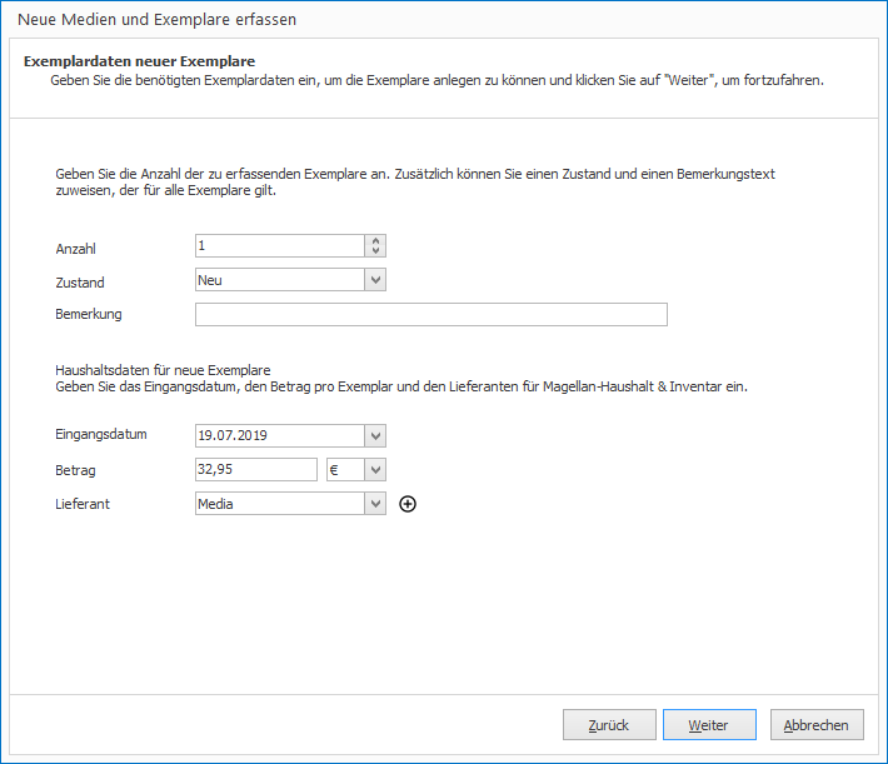 Neue Medien und Exemplare erfassen
Exemplardaten neuer Exemplare
Geben Sie die benötigten Exemplardaten ein, um die Exemplare anlegen zu können und klicken Sie auf "Weiter", um fortzufahren.
Geben Sie die Anzahl der zu erfassenden Exemplare an. Zusätzlich können Sie einen Zustand und einen Bemerkungstext
zuweisen, der für alle Exemplare gilt.
Anzahl 1
Zustand Neu
Bemerkung
Haushaltsdaten für neue Exemplare
Geben Sie das Eingangsdatum, den Betrag pro Exemplar und den Lieferanten für Magellan-Haushalt & Inventar ein.
Eingangsdatum 19.07.2019
Betrag 32,95 €
Lieferant Media
Zurück Weiter Abbrechen